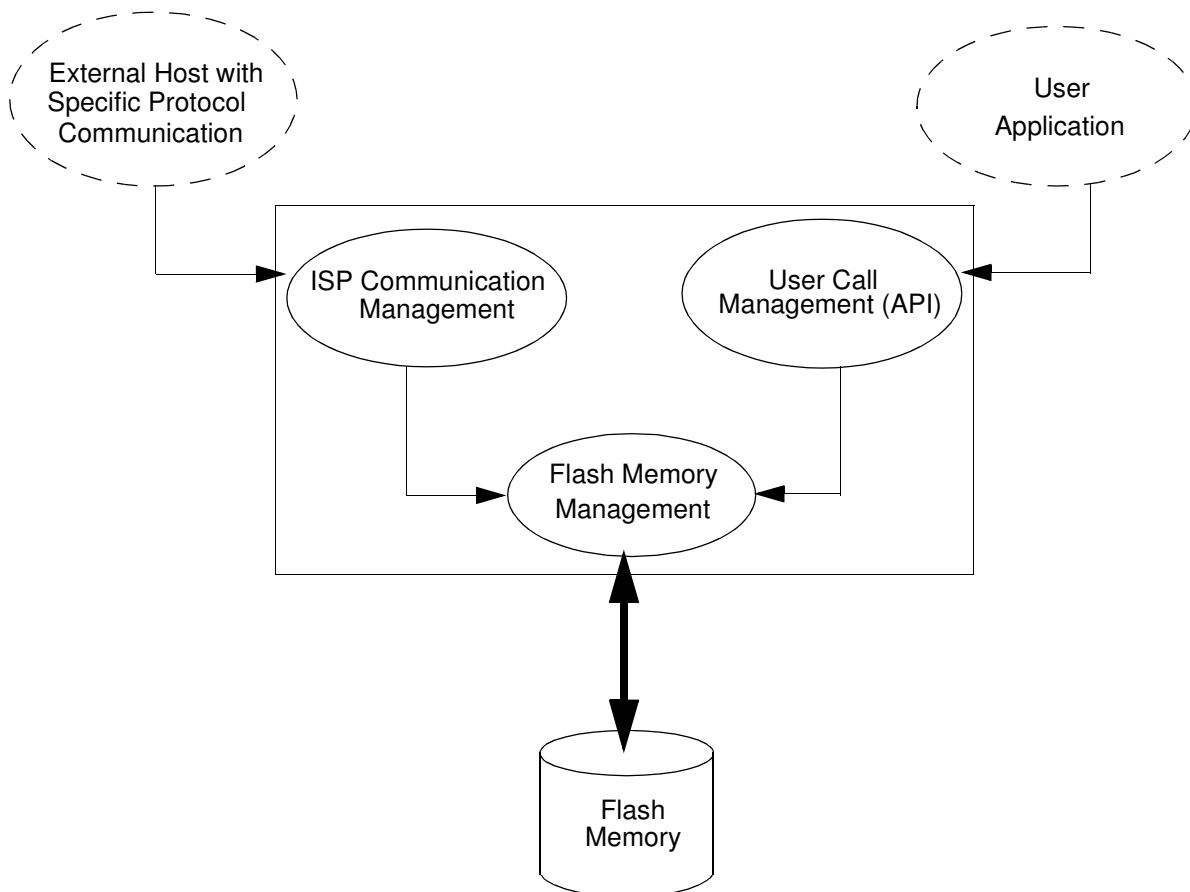 External Host with
Specific Protocol
Communication
User
Application
ISP Communication
Management
User Call
Management (API)
Flash Memory
Management
Flash
Memory